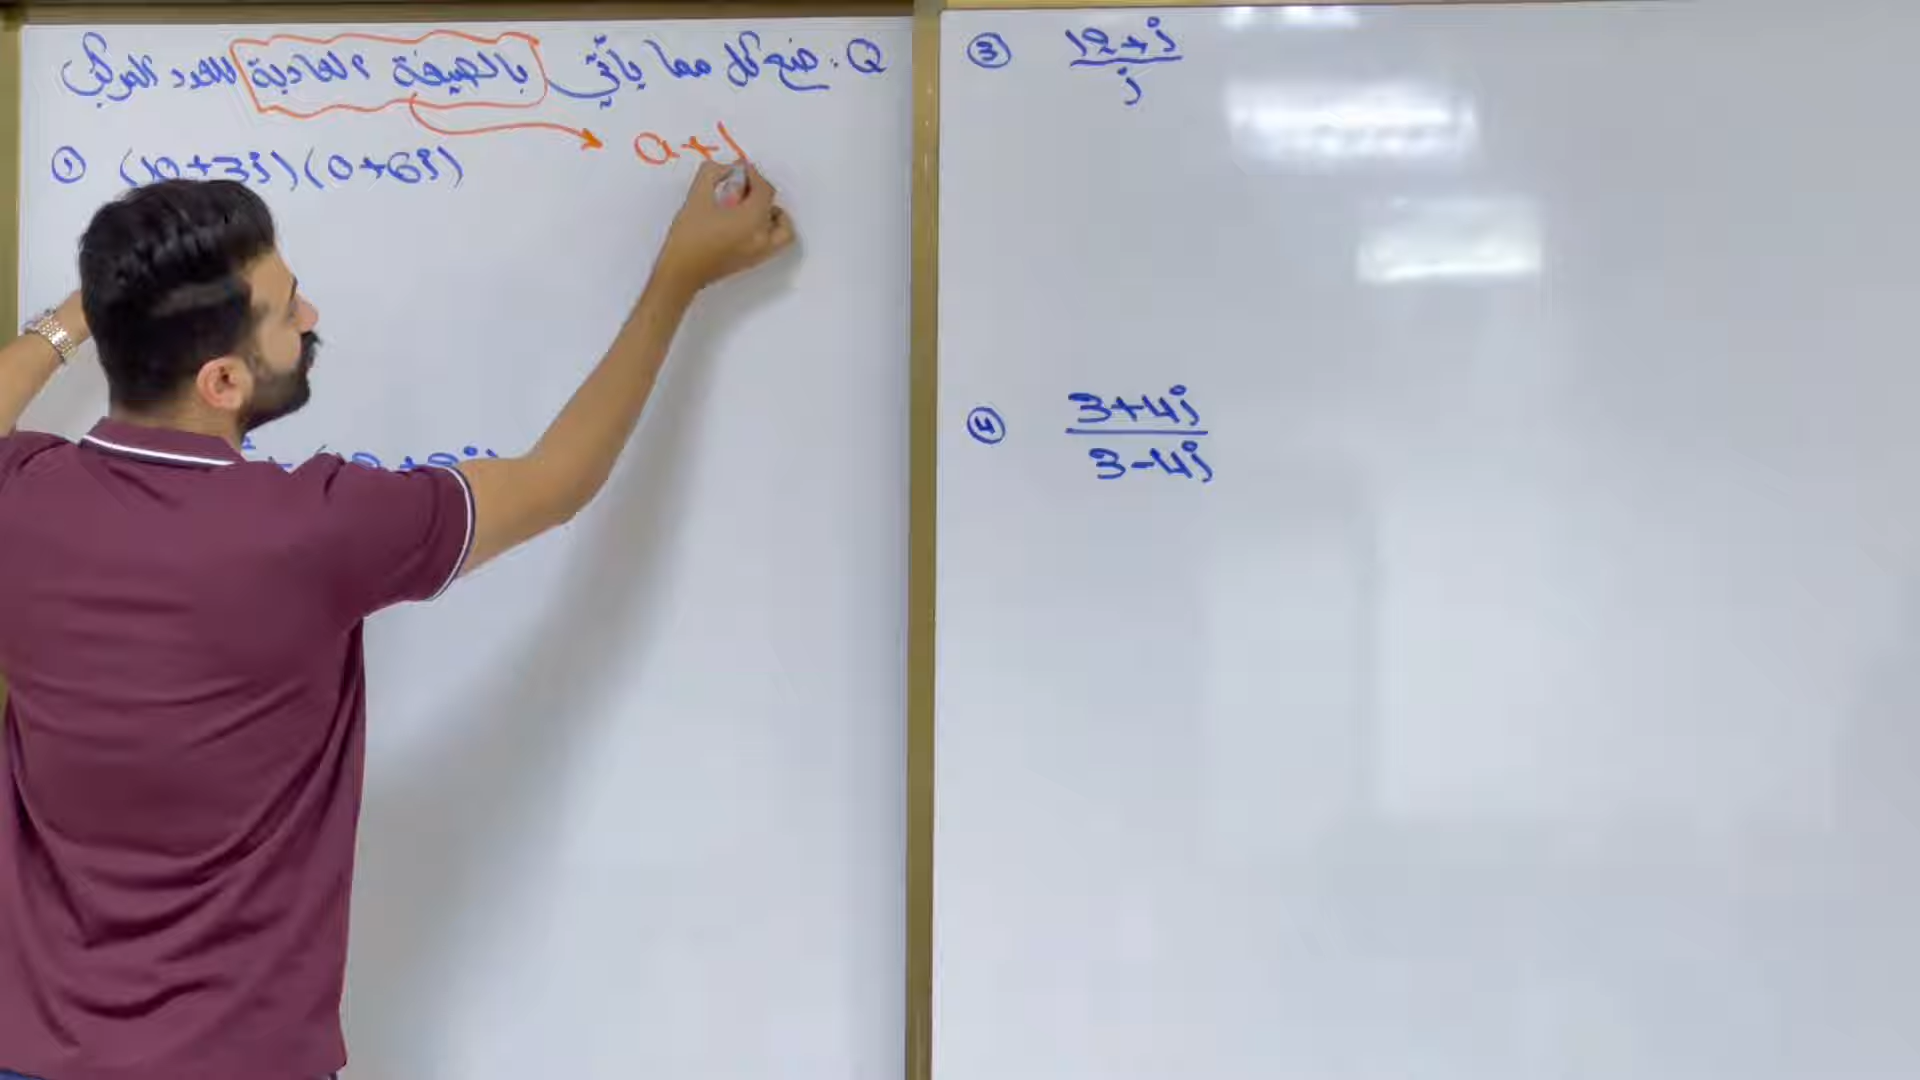 Q. ضع كل مما يأتي بالصيغة العادية للعدد المركب
a+
① (10+3i)(0+6i)
③ 12+i
i
④ 3+4i
3-4i